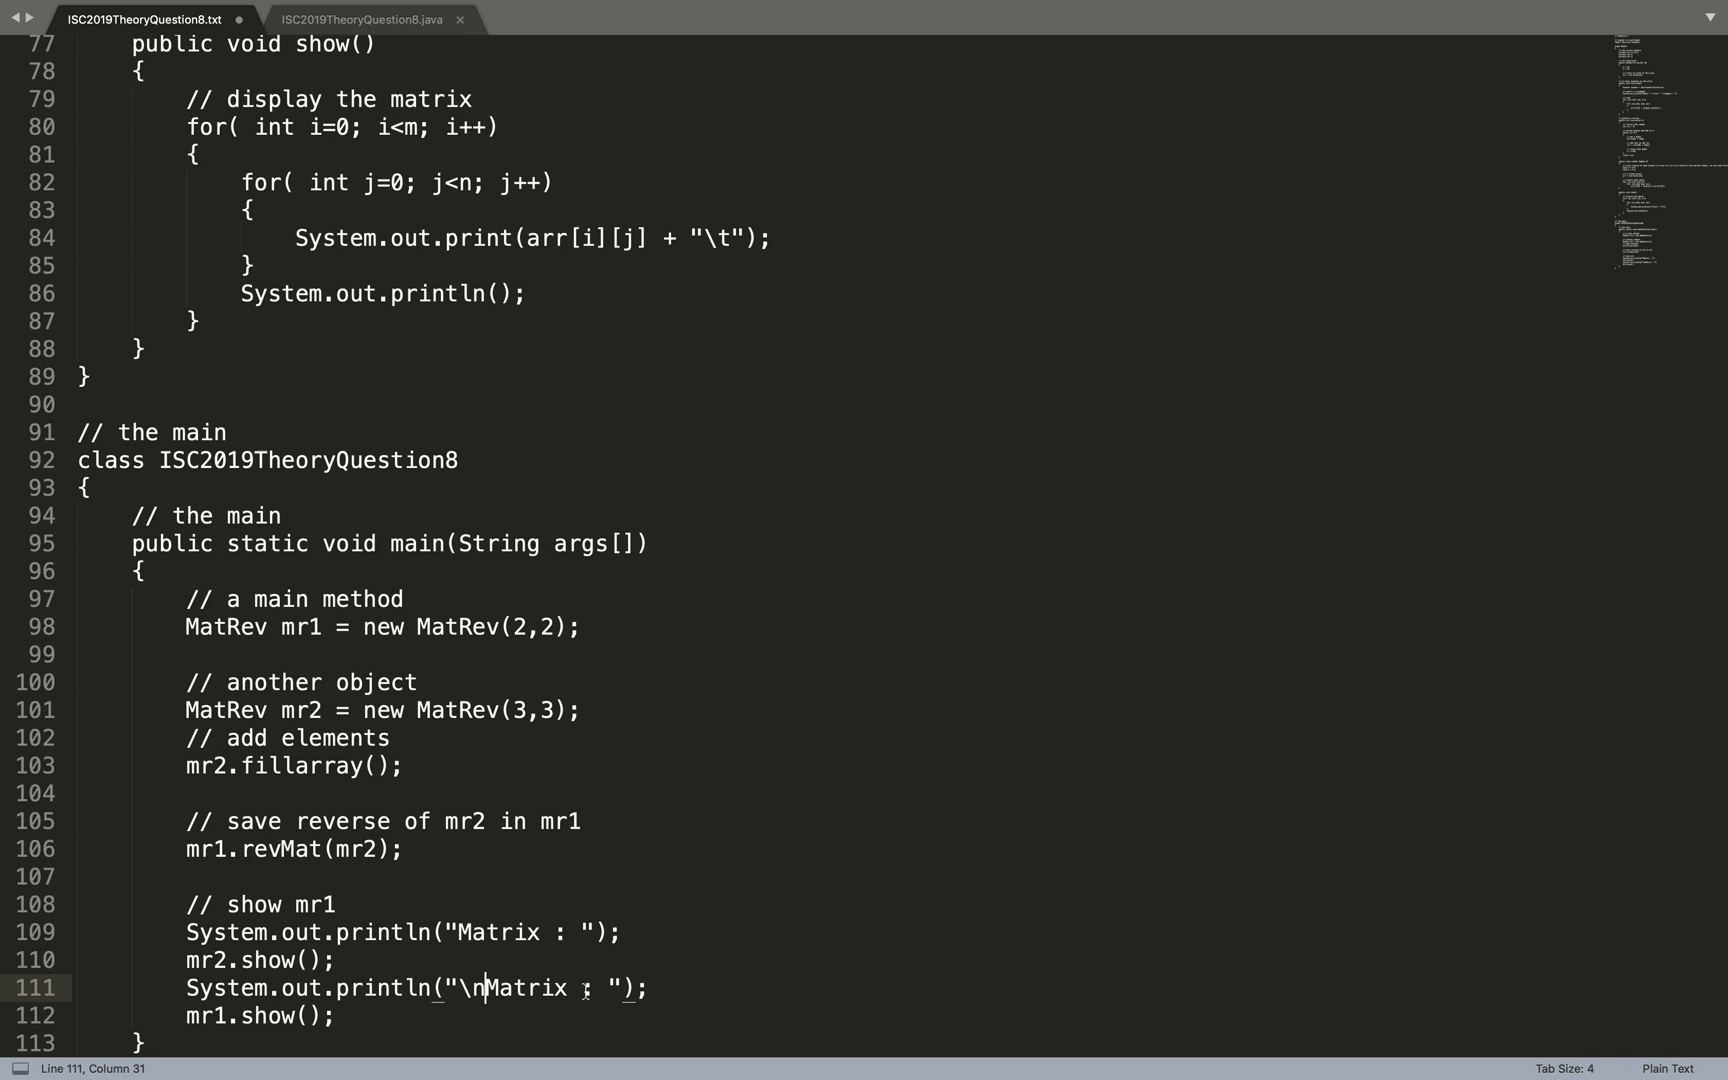 ISC2019TheoryQuestion8.txt
ISC2019TheoryQuestion8.java
77 public void show()
78 {
79 // display the matrix
80 for( int i=0; i<m; i++)
81 {
82 for( int j=0; j<n; j++)
83 {
84 System.out.print(arr[i][j] + "\t");
85 }
86 System.out.println();
87 }
88 }
89 }
90
91 // the main
92 class ISC2019TheoryQuestion8
93 {
94 // the main
95 public static void main(String args[])
96 {
97 // a main method
98 MatRev mr1 = new MatRev(2,2);
99
100 // another object
101 MatRev mr2 = new MatRev(3,3);
102 // add elements
103 mr2.fillarray();
104
105 // save reverse of mr2 in mr1
106 mr1.revMat(mr2);
107
108 // show mr1
109 System.out.println("Matrix : ");
110 mr2.show();
111 System.out.println("\nMatrix : ");
112 mr1.show();
113 }
Line 111, Column 31
Tab Size: 4
Plain Text